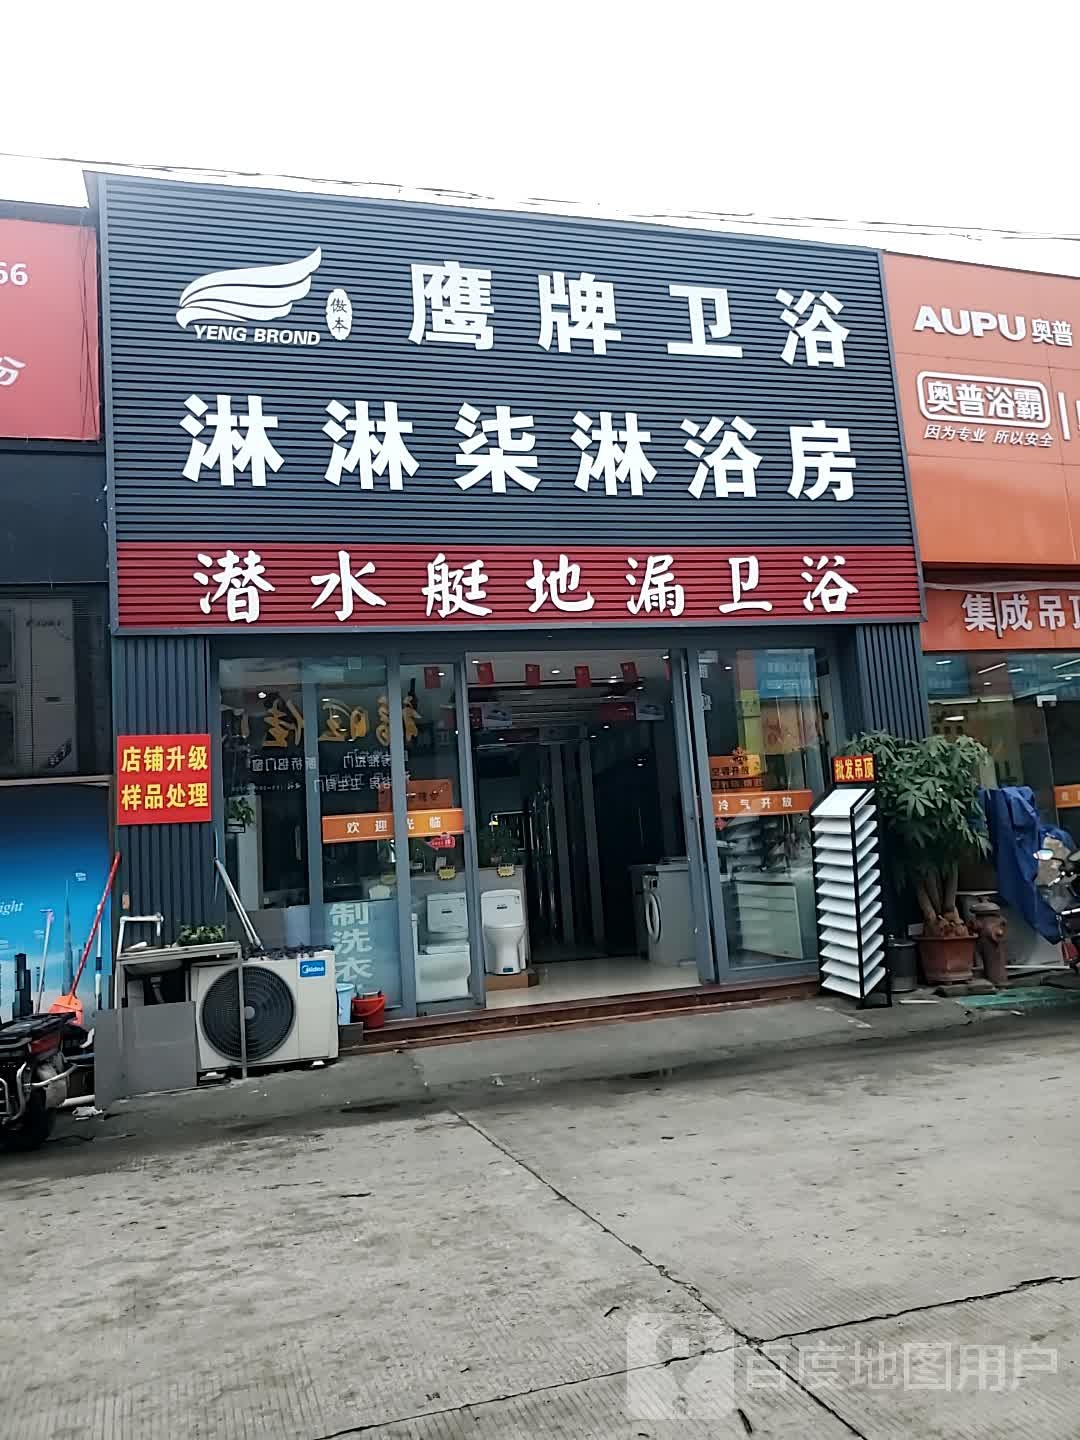 66
分
YENG BROND
傲本
鹰牌卫浴
淋淋柒淋浴房
潜水艇地漏卫浴
AUPU奥普
奥普浴霸
因为专业 所以安全
集成吊顶
店铺升级
样品处理
批发吊顶
欢迎光临
冷气开放
制洗衣
Midea
百度地图用户